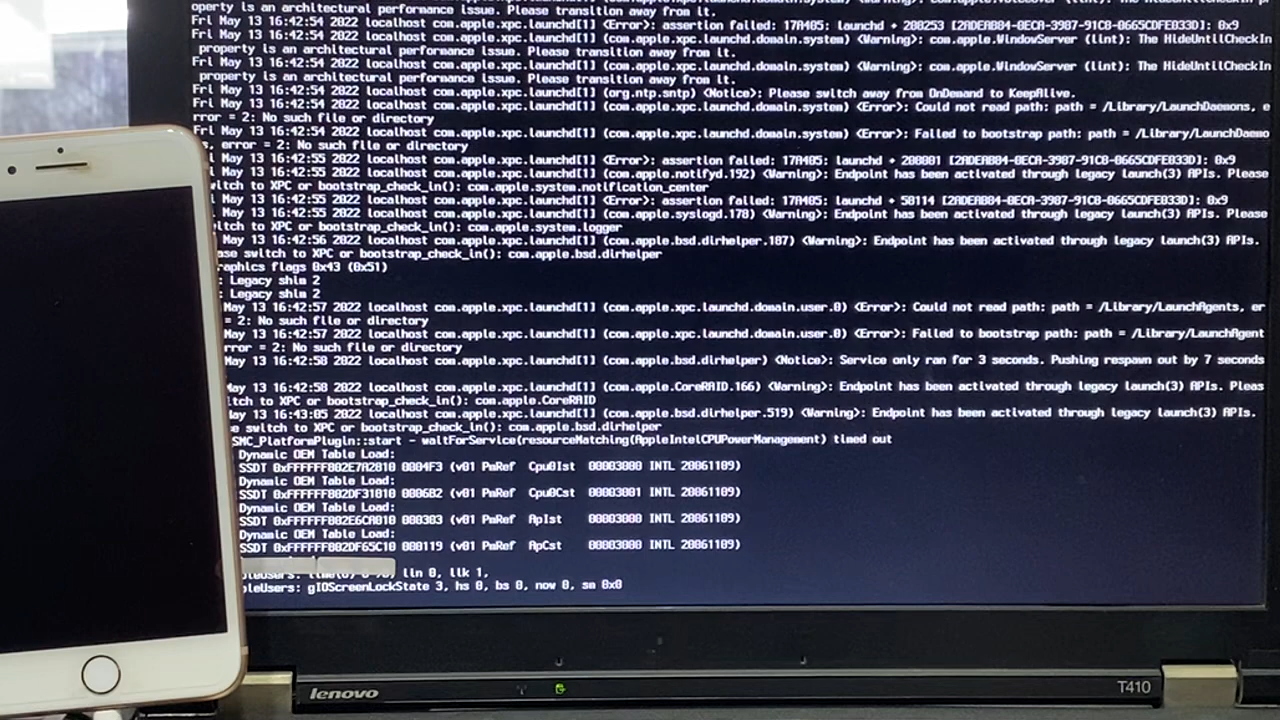 operty is an architectural performance issue. Please transition away from it.
Fri May 13 16:42:54 2022 localhost com.apple.xpc.launchd[1] <Error>: assertion failed: 17A405: launchd + 208253 [2ADEAB84-0ECA-3987-91C8-0665CDFE033D]: 0x9
Fri May 13 16:42:54 2022 localhost com.apple.xpc.launchd[1] (com.apple.xpc.launchd.domain.system) <Warning>: com.apple.WindowServer (lint): The HideUntilCheckIn
property is an architectural performance issue. Please transition away from it.
Fri May 13 16:42:54 2022 localhost com.apple.xpc.launchd[1] (com.apple.xpc.launchd.domain.system) <Warning>: com.apple.WindowServer (lint): The HideUntilCheckIn
property is an architectural performance issue. Please transition away from it.
Fri May 13 16:42:54 2022 localhost com.apple.xpc.launchd[1] (org.ntp.sntp) <Notice>: Please switch away from OnDemand to KeepAlive.
Fri May 13 16:42:54 2022 localhost com.apple.xpc.launchd[1] (com.apple.xpc.launchd.domain.system) <Error>: Could not read path: path = /Library/LaunchDaemons, e
rror = 2: No such file or directory
Fri May 13 16:42:54 2022 localhost com.apple.xpc.launchd[1] (com.apple.xpc.launchd.domain.system) <Error>: Failed to bootstrap path: path = /Library/LaunchDaemo
s, error = 2: No such file or directory
May 13 16:42:55 2022 localhost com.apple.xpc.launchd[1] <Error>: assertion failed: 17A405: launchd + 208001 [2ADEAB84-0ECA-3987-91C8-0665CDFE033D]: 0x9
May 13 16:42:55 2022 localhost com.apple.xpc.launchd[1] (com.apple.notifyd.192) <Warning>: Endpoint has been activated through legacy launch(3) APIs. Please
witch to XPC or bootstrap_check_in(): com.apple.system.notification_center
May 13 16:42:55 2022 localhost com.apple.xpc.launchd[1] <Error>: assertion failed: 17A405: launchd + 58114 [2ADEAB84-0ECA-3987-91C8-0665CDFE033D]: 0x9
May 13 16:42:55 2022 localhost com.apple.xpc.launchd[1] (com.apple.syslogd.178) <Warning>: Endpoint has been activated through legacy launch(3) APIs. Please
itch to XPC or bootstrap_check_in(): com.apple.system.logger
May 13 16:42:56 2022 localhost com.apple.xpc.launchd[1] (com.apple.bsd.dirhelper.187) <Warning>: Endpoint has been activated through legacy launch(3) APIs.
ase switch to XPC or bootstrap_check_in(): com.apple.bsd.dirhelper
raphics flags 0x43 (0x51)
: Legacy shim 2
: Legacy shim 2
May 13 16:42:57 2022 localhost com.apple.xpc.launchd[1] (com.apple.xpc.launchd.domain.user.0) <Error>: Could not read path: path = /Library/LaunchAgents, er
= 2: No such file or directory
May 13 16:42:57 2022 localhost com.apple.xpc.launchd[1] (com.apple.xpc.launchd.domain.user.0) <Error>: Failed to bootstrap path: path = /Library/LaunchAgent
error = 2: No such file or directory
May 13 16:42:58 2022 localhost com.apple.xpc.launchd[1] (com.apple.bsd.dirhelper) <Notice>: Service only ran for 3 seconds. Pushing respawn out by 7 seconds
May 13 16:42:58 2022 localhost com.apple.xpc.launchd[1] (com.apple.CoreRAID.166) <Warning>: Endpoint has been activated through legacy launch(3) APIs. Pleas
itch to XPC or bootstrap_check_in(): com.apple.CoreRAID
May 13 16:43:05 2022 localhost com.apple.xpc.launchd[1] (com.apple.bsd.dirhelper.519) <Warning>: Endpoint has been activated through legacy launch(3) APIs.
se switch to XPC or bootstrap_check_in(): com.apple.bsd.dirhelper
SMC_PlatformPlugin::start - waitForService(resourceMatching(AppleIntelCPUPowerManagement) timed out
Dynamic OEM Table Load:
SSDT 0xFFFFFF802E7A2810 0004F3 (v01 PmRef Cpu0Ist 00003000 INTL 20061109)
Dynamic OEM Table Load:
SSDT 0xFFFFFF802DF31010 0006B2 (v01 PmRef Cpu0Cst 00003001 INTL 20061109)
Dynamic OEM Table Load:
SSDT 0xFFFFFF802E6CA010 000303 (v01 PmRef ApIst 00003000 INTL 20061109)
Dynamic OEM Table Load:
SSDT 0xFFFFFF802DF65C10 000119 (v01 PmRef ApCst 00003000 INTL 20061109)
lin 0, llk 1,
oleUsers: gIOScreenLockState 3, hs 0, bs 0, now 0, sm 0x0
lenovo
T410